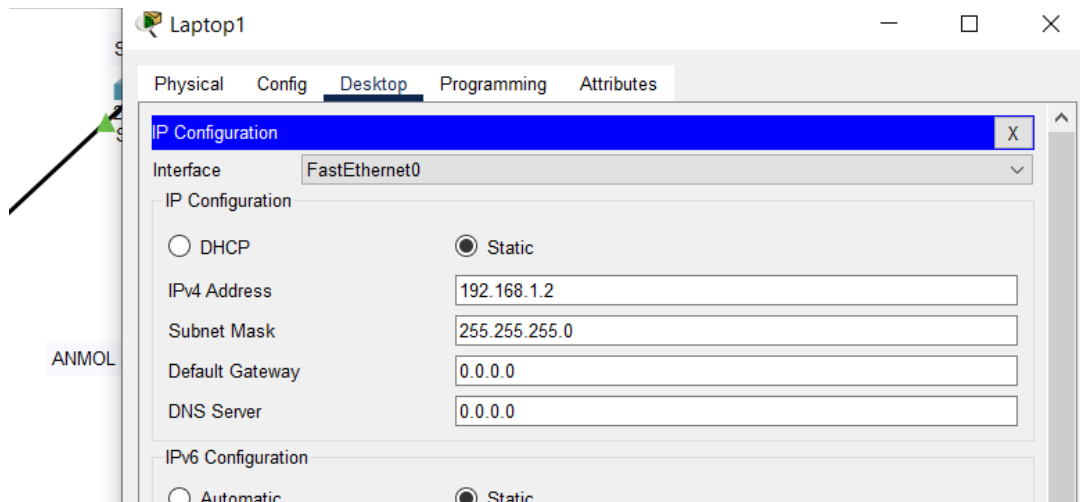 Laptop1
S
Physical Config Desktop Programming Attributes
2
S
IP Configuration X
Interface FastEthernet0
IP Configuration
DHCP Static
IPv4 Address 192.168.1.2
Subnet Mask 255.255.255.0
ANMOL
Default Gateway 0.0.0.0
DNS Server 0.0.0.0
IPv6 Configuration
Automatic Static